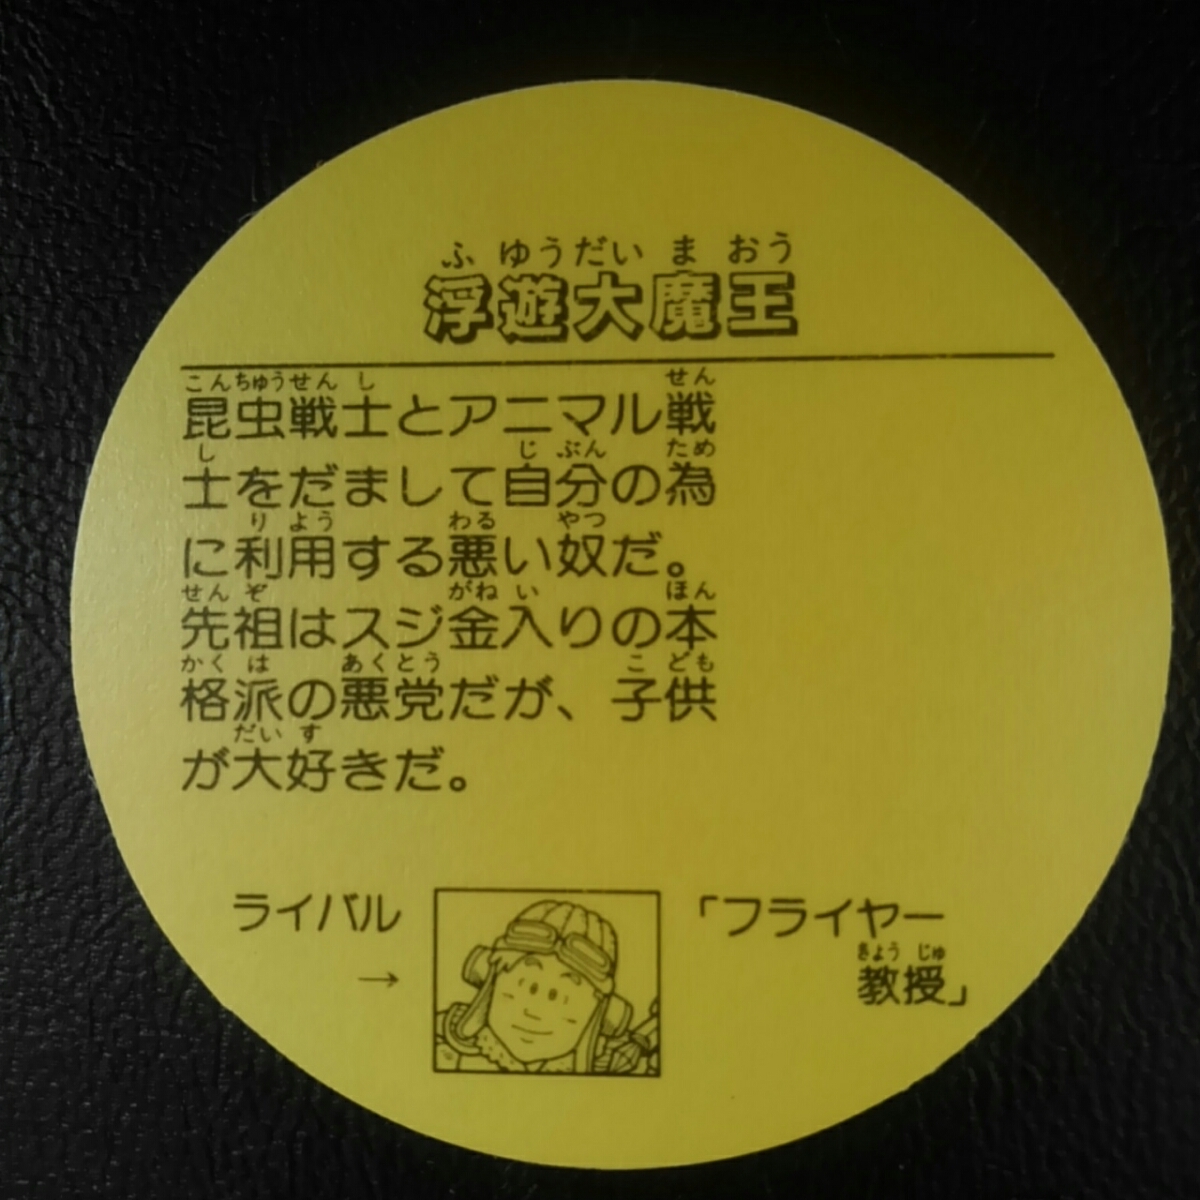 ふゆうだいまおう
浮遊大魔王
こんちゅうせんし せん
昆虫戦士とアニマル戦
し じぶん ため
士をだまして自分の為
りよう わる やつ
に利用する悪い奴だ。
せんぞ がねい ほん
先祖はスジ金入りの本
かくは あくとう こども
格派の悪党だが、子供
だいす
が大好きだ。
ライバル
→
「フライヤー
きょうじゅ
教授」